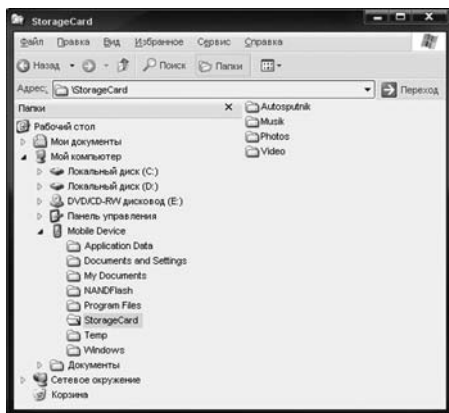 StorageCard
Файл Правка Вид Избранное Сервис Справка
Назад Поиск Папки
Адрес: \StorageCard Переход
Папки
Рабочий стол
Мои документы
Мой компьютер
Локальный диск (C:)
Локальный диск (D:)
DVD/CD-RW дисковод (E:)
Панель управления
Mobile Device
Application Data
Documents and Settings
My Documents
NANDFlash
Program Files
StorageCard
Temp
Windows
Документы
Сетевое окружение
Корзина
Autosputnik
Musik
Photos
Video